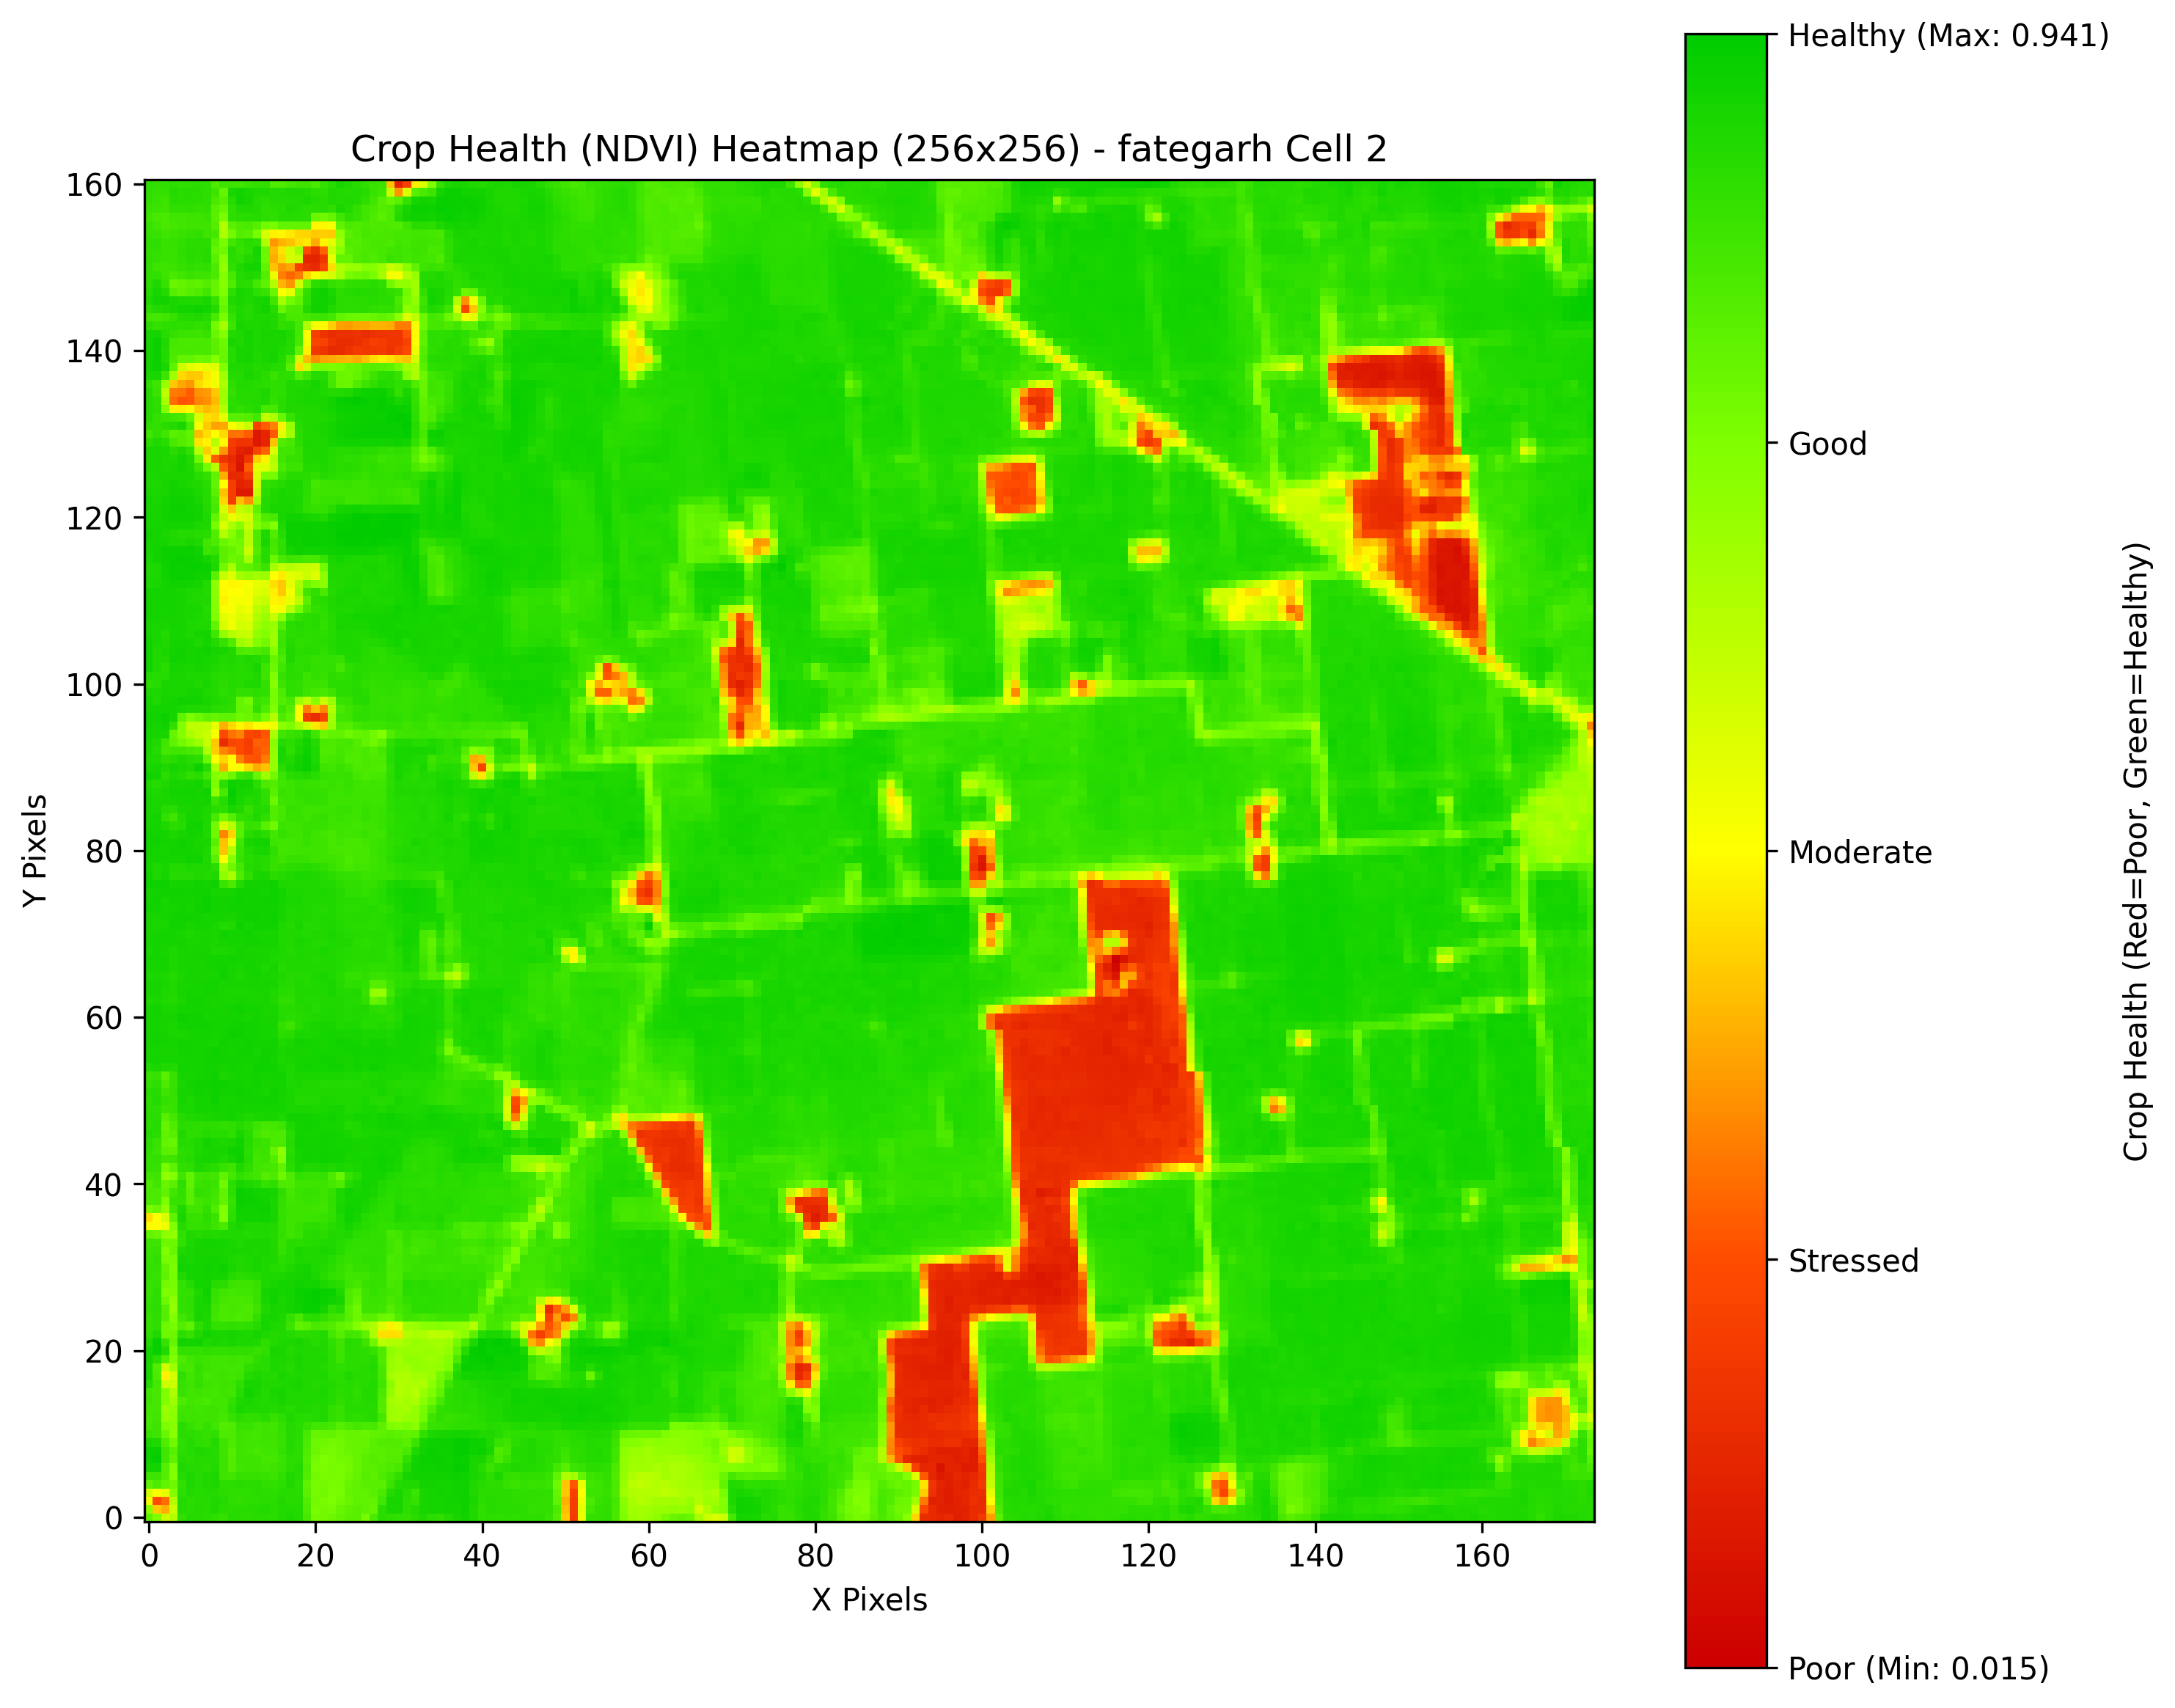 Crop Health (NDVI) Heatmap (256x256) - fategarh Cell 2
160
140
120
100
80
60
40
20
0
Y Pixels
0 20 40 60 80 100 120 140 160
X Pixels
Healthy (Max: 0.941)
Good
Moderate
Stressed
Poor (Min: 0.015)
Crop Health (Red=Poor, Green=Healthy)